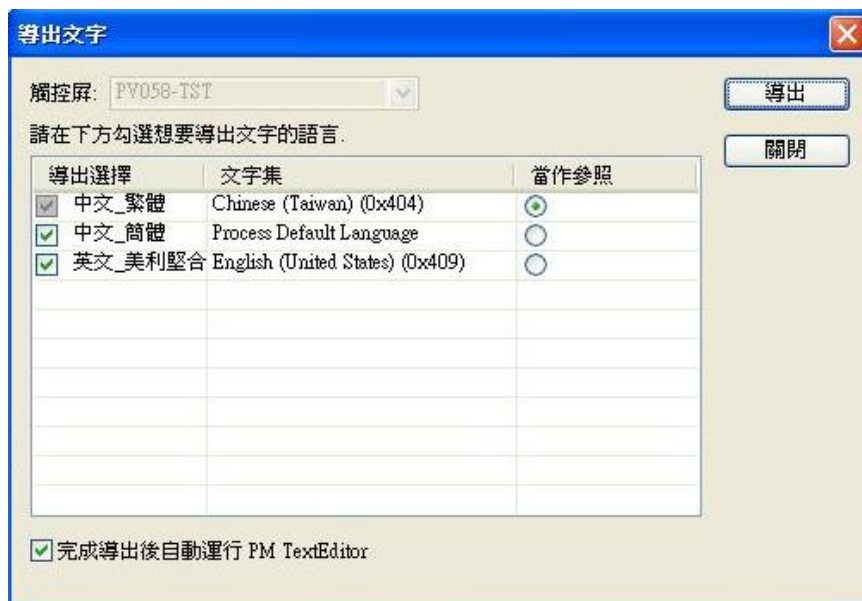 導出文字
觸控屏: PV058-TST
導出
請在下方勾選想要導出文字的語言.
關閉
導出選擇 文字集 當作參照
中文_繁體 Chinese (Taiwan) (0x404)
中文_簡體 Process Default Language
英文_美利堅合 English (United States) (0x409)
完成導出後自動運行 PM TextEditor